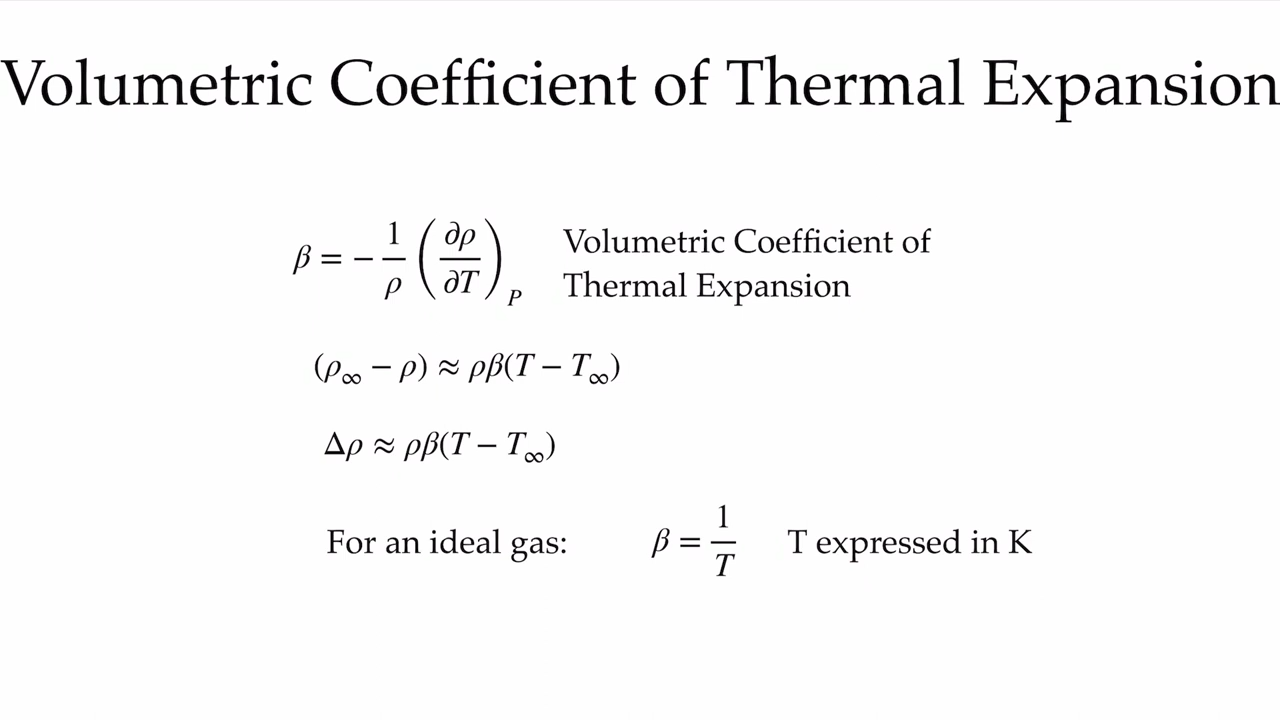 Volumetric Coefficient of Thermal Expansion
β = − 1/ρ (∂ρ/∂T)_P Volumetric Coefficient of
Thermal Expansion
(ρ_∞ − ρ) ≈ ρβ(T − T_∞)
Δρ ≈ ρβ(T − T_∞)
For an ideal gas: β = 1/T T expressed in K